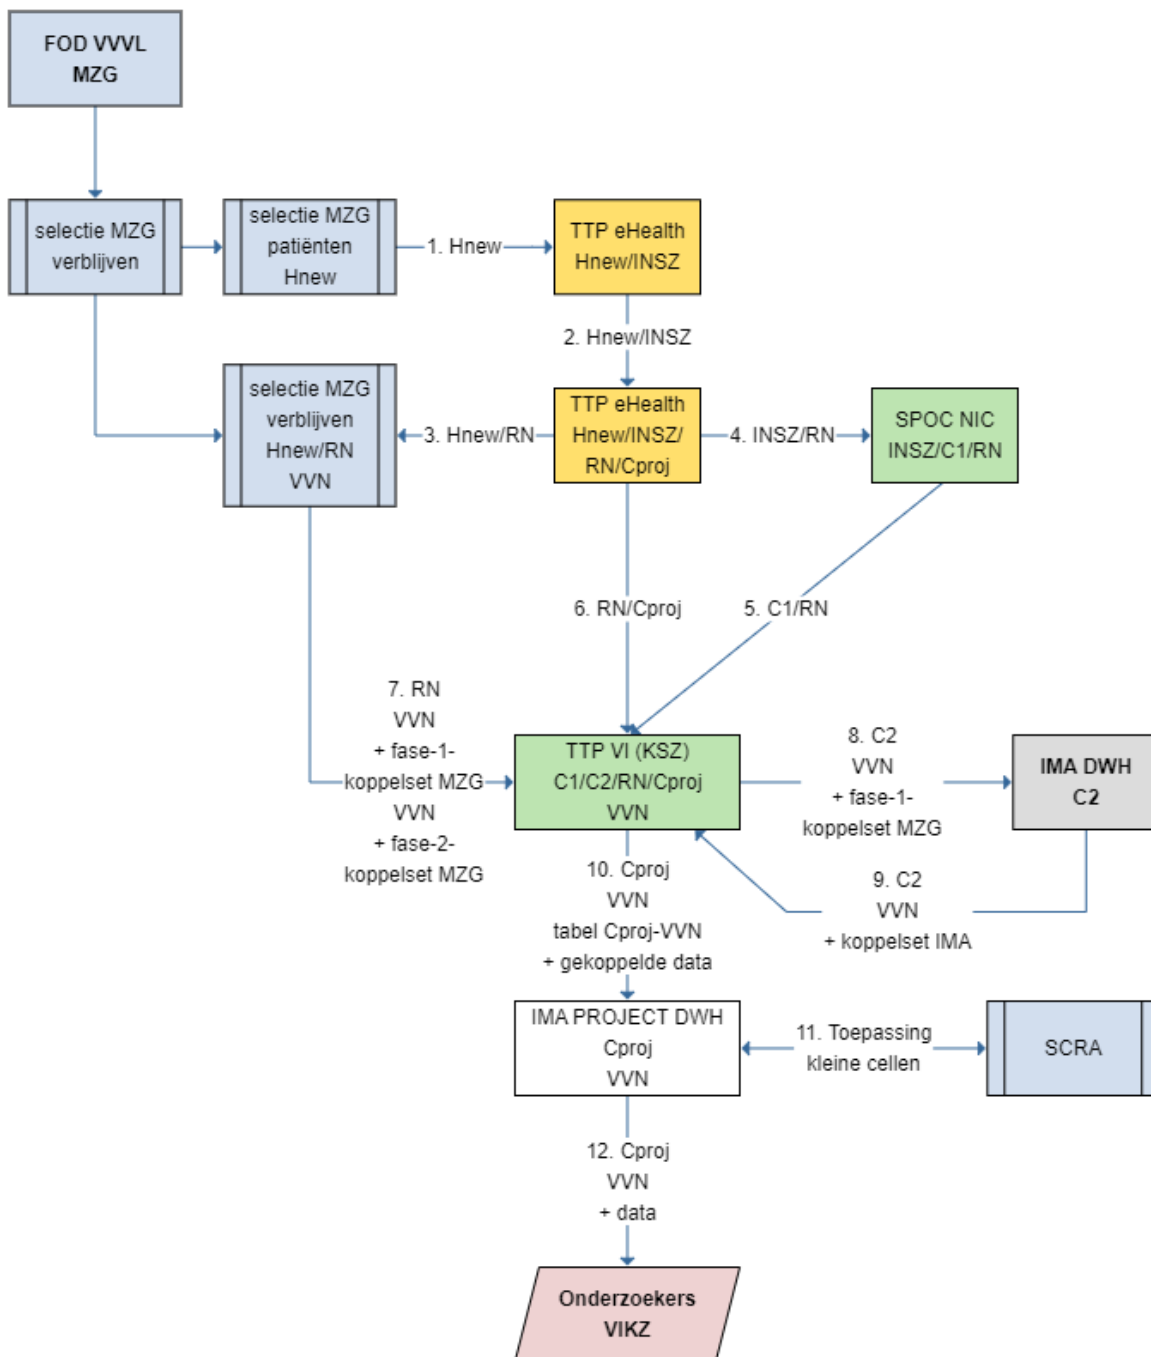 FOD VVVL
MZG
selectie MZG
verblijven
selectie MZG
patiënten
Hnew
1. Hnew
TTP eHealth
Hnew/INSZ
2. Hnew/INSZ
selectie MZG
verblijven
Hnew/RN
VVN
3. Hnew/RN
TTP eHealth
Hnew/INSZ/
RN/Cproj
4. INSZ/RN
SPOC NIC
INSZ/C1/RN
6. RN/Cproj
5. C1/RN
7. RN
VVN
+ fase-1-
koppelset MZG
VVN
+ fase-2-
koppelset MZG
TTP VI (KSZ)
C1/C2/RN/Cproj
VVN
8. C2
VVN
+ fase-1-
koppelset MZG
IMA DWH
C2
9. C2
VVN
+ koppelset IMA
10. Cproj
VVN
tabel Cproj-VVN
+ gekoppelde data
IMA PROJECT DWH
Cproj
VVN
11. Toepassing
kleine cellen
SCRA
12. Cproj
VVN
+ data
Onderzoekers
VIKZ